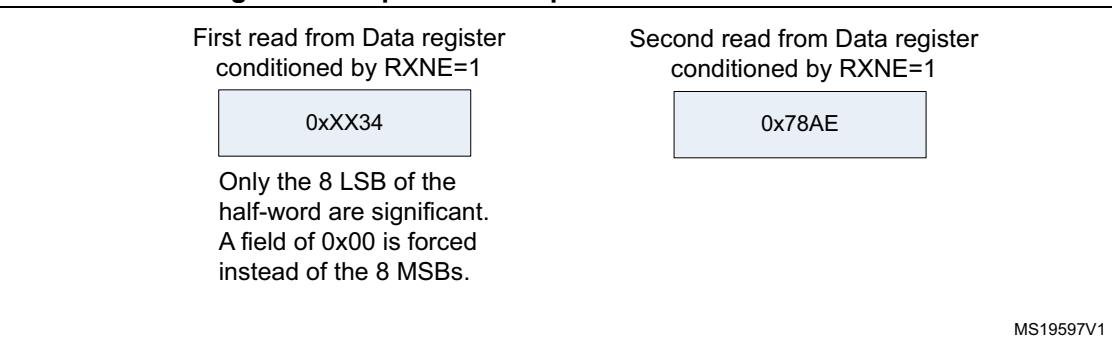 First read from Data register
conditioned by RXNE=1
0xXX34
Only the 8 LSB of the
half-word are significant.
A field of 0x00 is forced
instead of the 8 MSBs.
Second read from Data register
conditioned by RXNE=1
0x78AE
MS19597V1